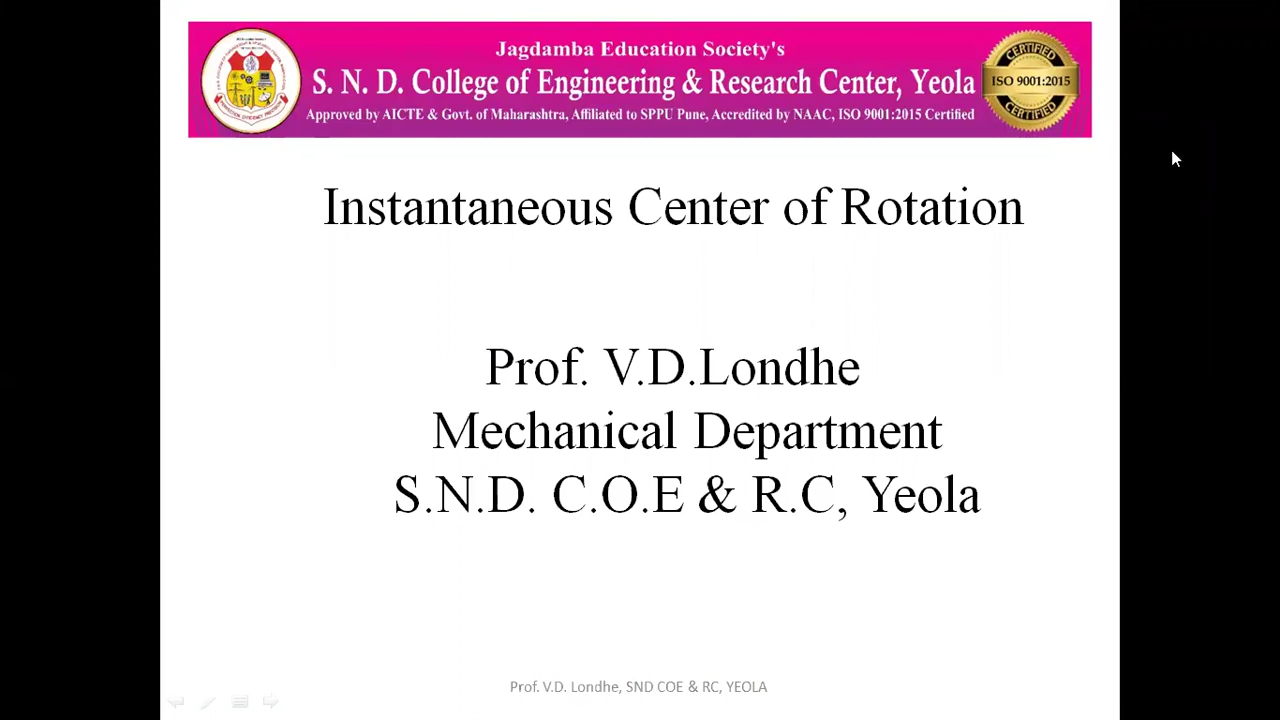 Jagdamba Education Society's
S. N. D. College of Engineering & Research Center, Yeola
Approved by AICTE & Govt. of Maharashtra, Affiliated to SPPU Pune, Accredited by NAAC, ISO 9001:2015 Certified
CERTIFIED
ISO 9001:2015
CERTIFIED
Instantaneous Center of Rotation
Prof. V.D.Londhe
Mechanical Department
S.N.D. C.O.E & R.C, Yeola
Prof. V.D. Londhe, SND COE & RC, YEOLA